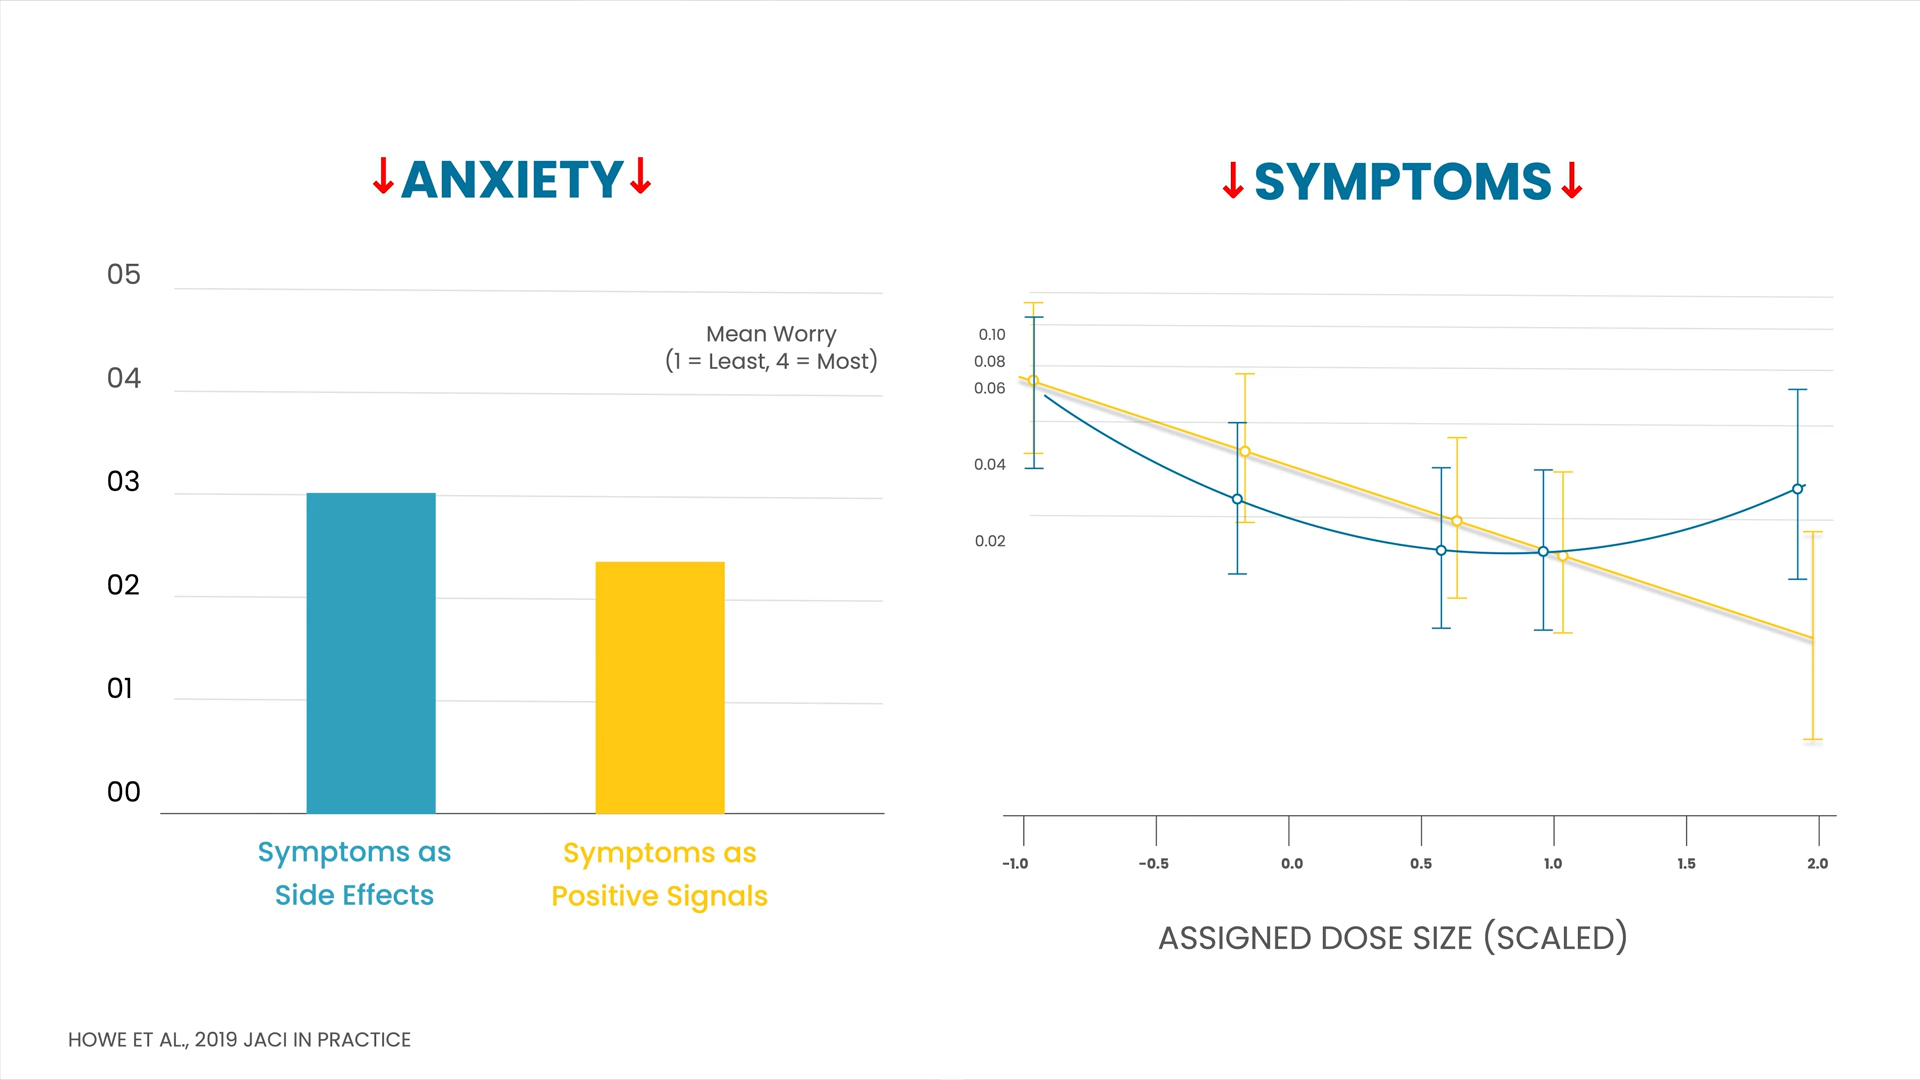 ↓ANXIETY↓
05
04
03
02
01
00
Mean Worry
(1 = Least, 4 = Most)
Symptoms as
Side Effects
Symptoms as
Positive Signals
↓SYMPTOMS↓
0.10
0.08
0.06
0.04
0.02
-1.0 -0.5 0.0 0.5 1.0 1.5 2.0
ASSIGNED DOSE SIZE (SCALED)
HOWE ET AL., 2019 JACI IN PRACTICE